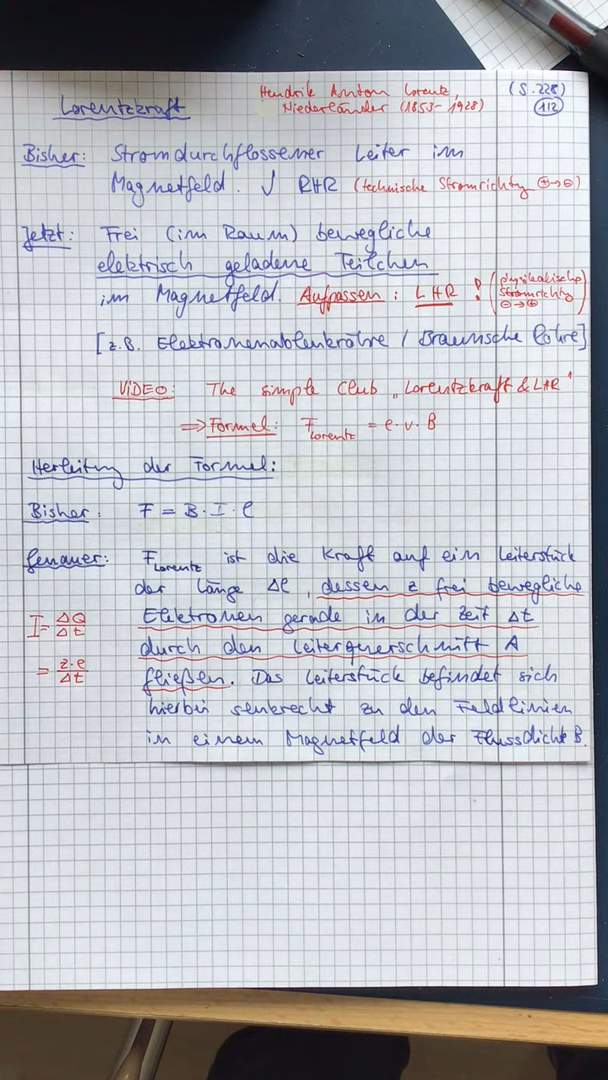 Hendrik Anton Lorentz, (S. 228)
Lorentzkraft Niederländer (1853-1928) 112
Bisher: Stromdurchflossener Leiter im
Magnetfeld. √ RHR (technische Stromrichtg ⊕→⊖)
Jetzt: Frei (im Raum) bewegliche
elektrisch geladene Teilchen
im Magnetfeld. Aufpassen: LHR ! (physikalische Stromrichtg ⊖→⊕)
[z.B. Elektronenablenkröhre / Braunsche Röhre]
VIDEO: The simple club "Lorentzkraft & LHR"
⇒ Formel: F_Lorentz = e·v·B
Herleitung der Formel:
Bisher: F = B·I·l
Genauer: F_Lorentz ist die Kraft auf ein Leiterstück
der Länge Δl, dessen z frei bewegliche
I = ΔQ/Δt Elektronen gerade in der Zeit Δt
durch den Leiterquerschnitt A
= z·e/Δt fließen. Das Leiterstück befindet sich
hierbei senkrecht zu den Feldlinien
in einem Magnetfeld der Flussdichte B.